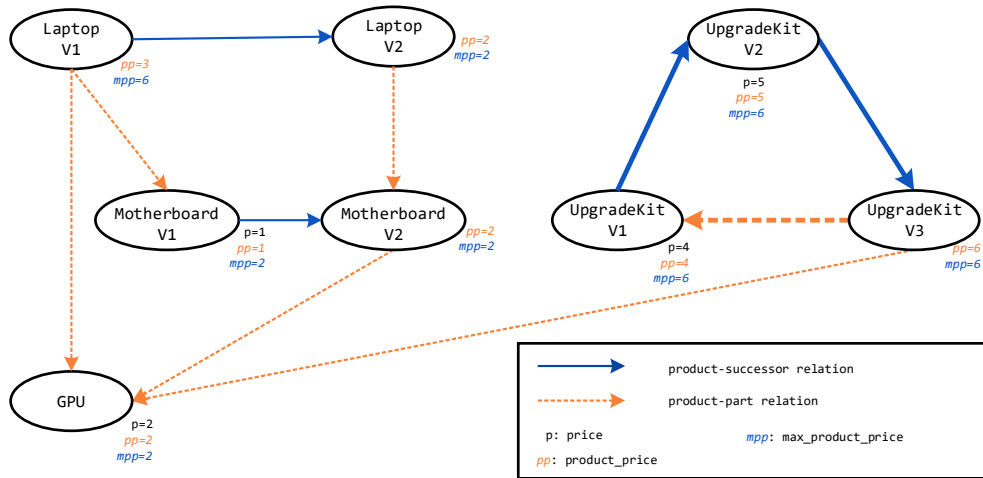 Laptop
V1
pp=3
mpp=6
Laptop
V2
pp=2
mpp=2
UpgradeKit
V2
p=5
pp=5
mpp=6
Motherboard
V1
p=1
pp=1
mpp=2
Motherboard
V2
pp=2
mpp=2
UpgradeKit
V1
p=4
pp=4
mpp=6
UpgradeKit
V3
pp=6
mpp=6
GPU
p=2
pp=2
mpp=2
product-successor relation
product-part relation
p: price
mpp: max_product_price
pp: product_price